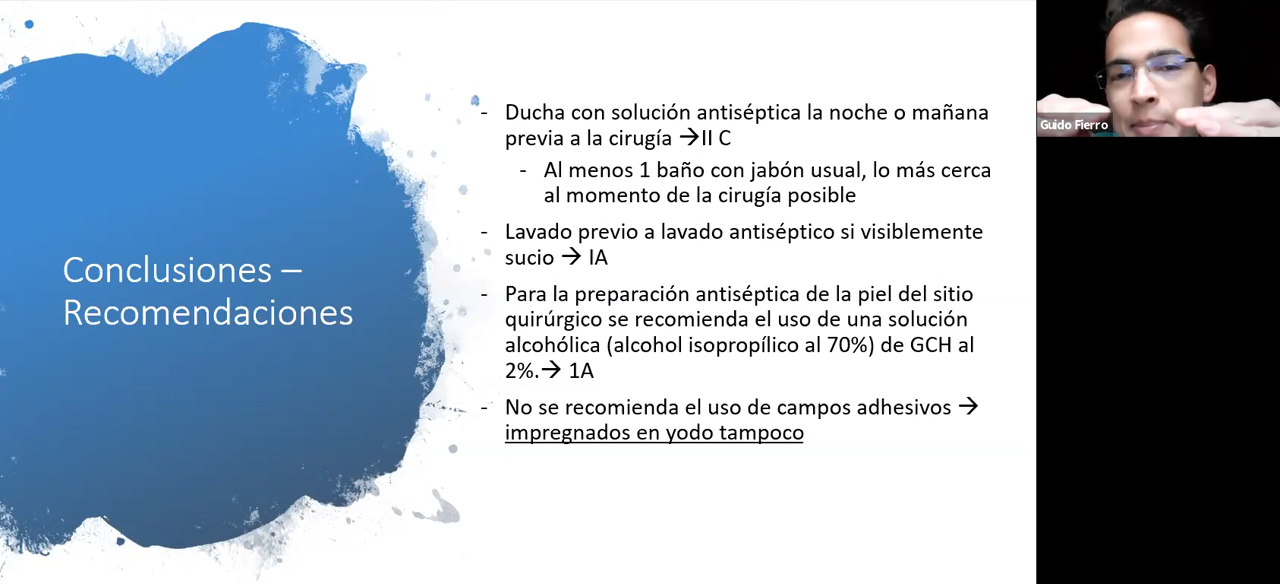 Conclusiones –
Recomendaciones
- Ducha con solución antiséptica la noche o mañana
previa a la cirugía →II C
- Al menos 1 baño con jabón usual, lo más cerca
al momento de la cirugía posible
- Lavado previo a lavado antiséptico si visiblemente
sucio → IA
- Para la preparación antiséptica de la piel del sitio
quirúrgico se recomienda el uso de una solución
alcohólica (alcohol isopropílico al 70%) de GCH al
2%.→ 1A
- No se recomienda el uso de campos adhesivos →
impregnados en yodo tampoco
Guido Fierro